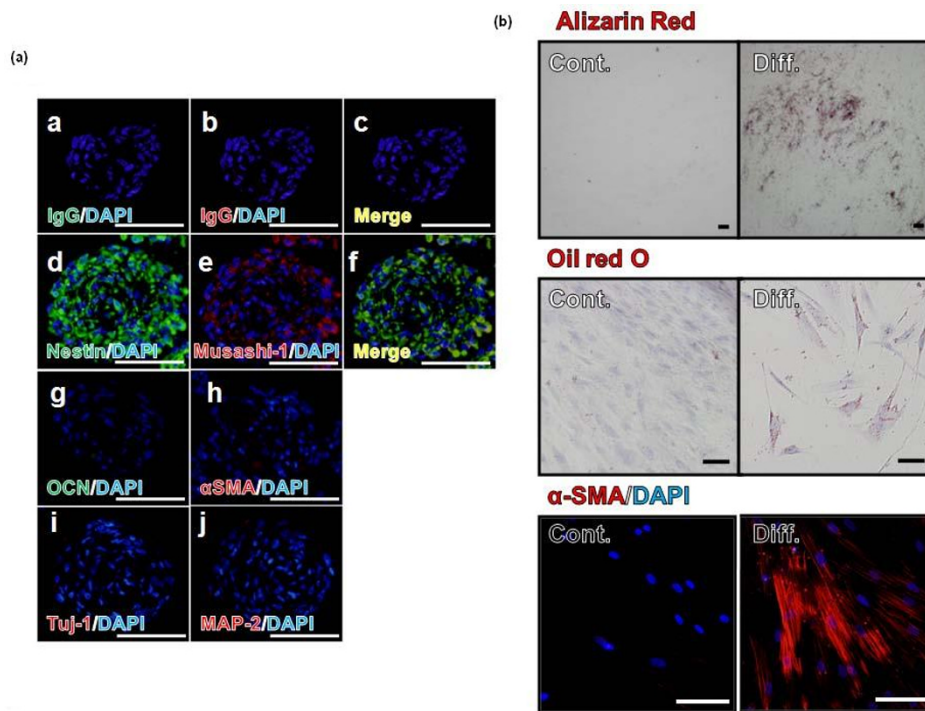 (a)
a
b
c
IgG/DAPI
IgG/DAPI
Merge
d
e
f
Nestin/DAPI
Musashi-1/DAPI
Merge
g
h
OCN/DAPI
αSMA/DAPI
i
j
Tuj-1/DAPI
MAP-2/DAPI
(b)
Alizarin Red
Cont.
Diff.
Oil red O
Cont.
Diff.
α-SMA/DAPI
Cont.
Diff.